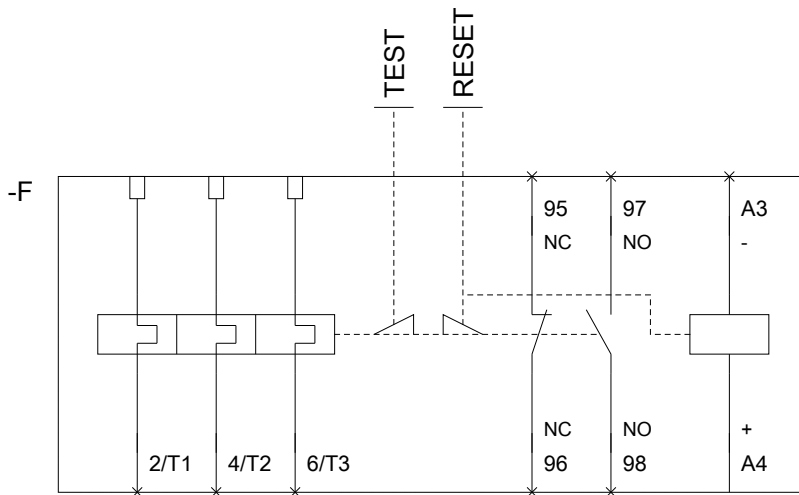 TEST
RESET
-F
95 97 A3
NC NO -
NC NO +
2/T1 4/T2 6/T3 96 98 A4